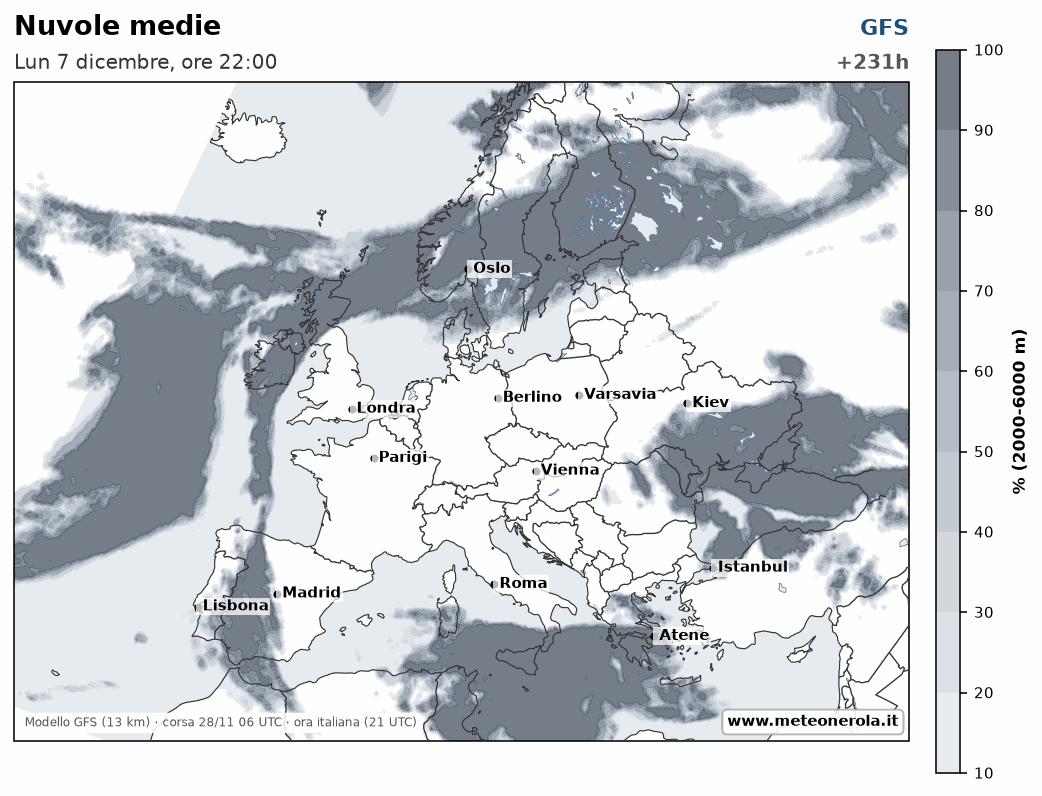 Nuvole medie
GFS
Lun 7 dicembre, ore 22:00
+231h
100
90
80
70
60
50
40
30
20
10
% (2000-6000 m)
Oslo
Londra
Berlino
Varsavia
Kiev
Parigi
Vienna
Istanbul
Roma
Madrid
Lisbona
Atene
Modello GFS (13 km) · corsa 28/11 06 UTC · ora italiana (21 UTC)
www.meteonerola.it